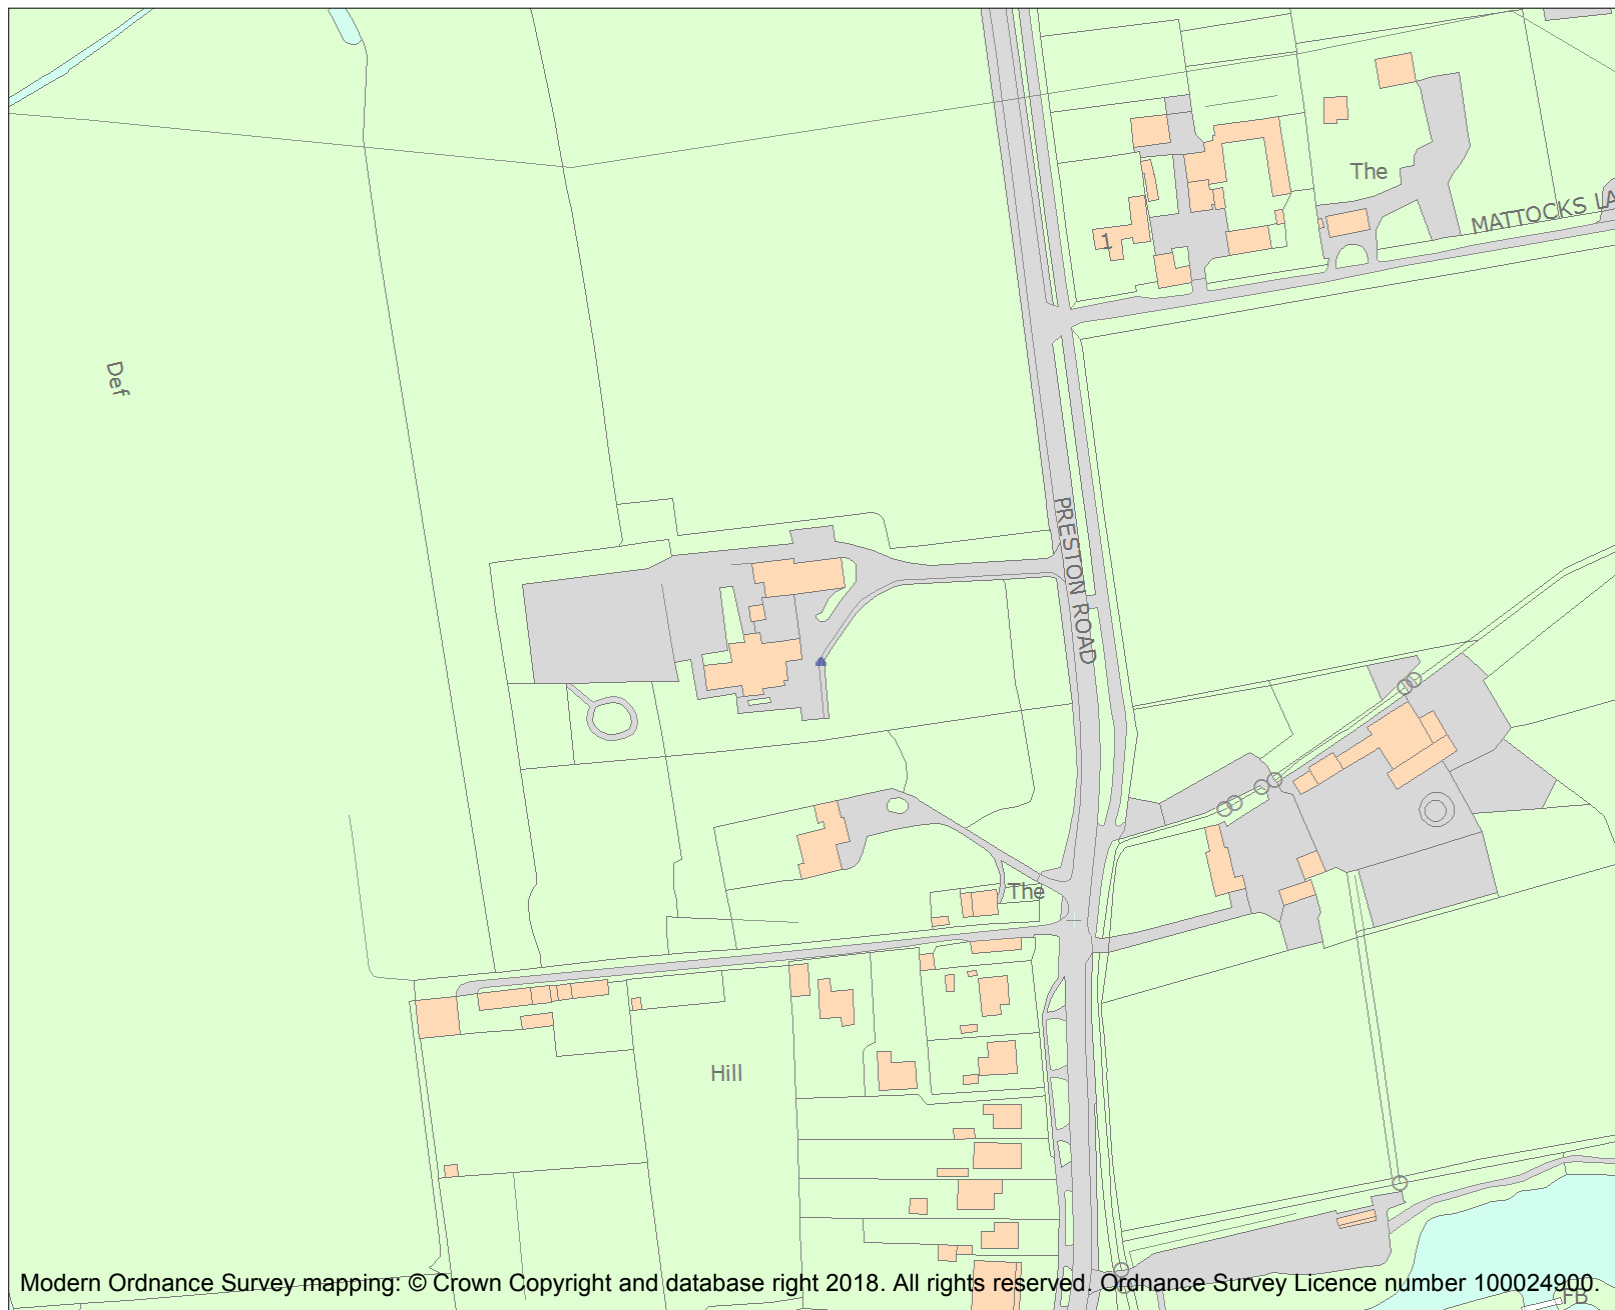 The
MATTOCKS LA
1
Def
PRESTON ROAD
The
Hill
Modern Ordnance Survey mapping: © Crown Copyright and database right 2018. All rights reserved. Ordnance Survey Licence number 100024900.
FB